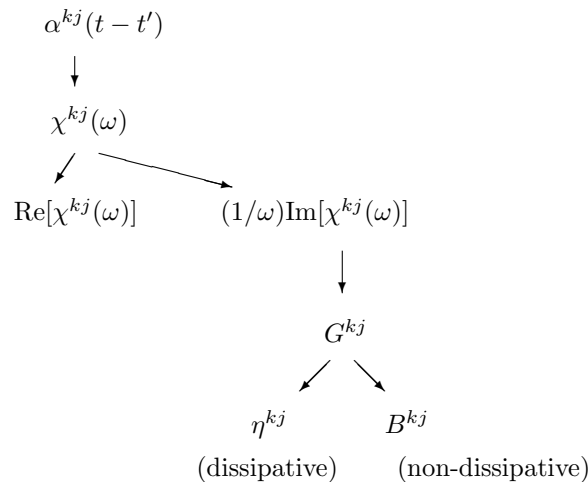 α^{kj}(t − t′)
χ^{kj}(ω)
Re[χ^{kj}(ω)] (1/ω)Im[χ^{kj}(ω)]
G^{kj}
η^{kj} B^{kj}
(dissipative) (non-dissipative)